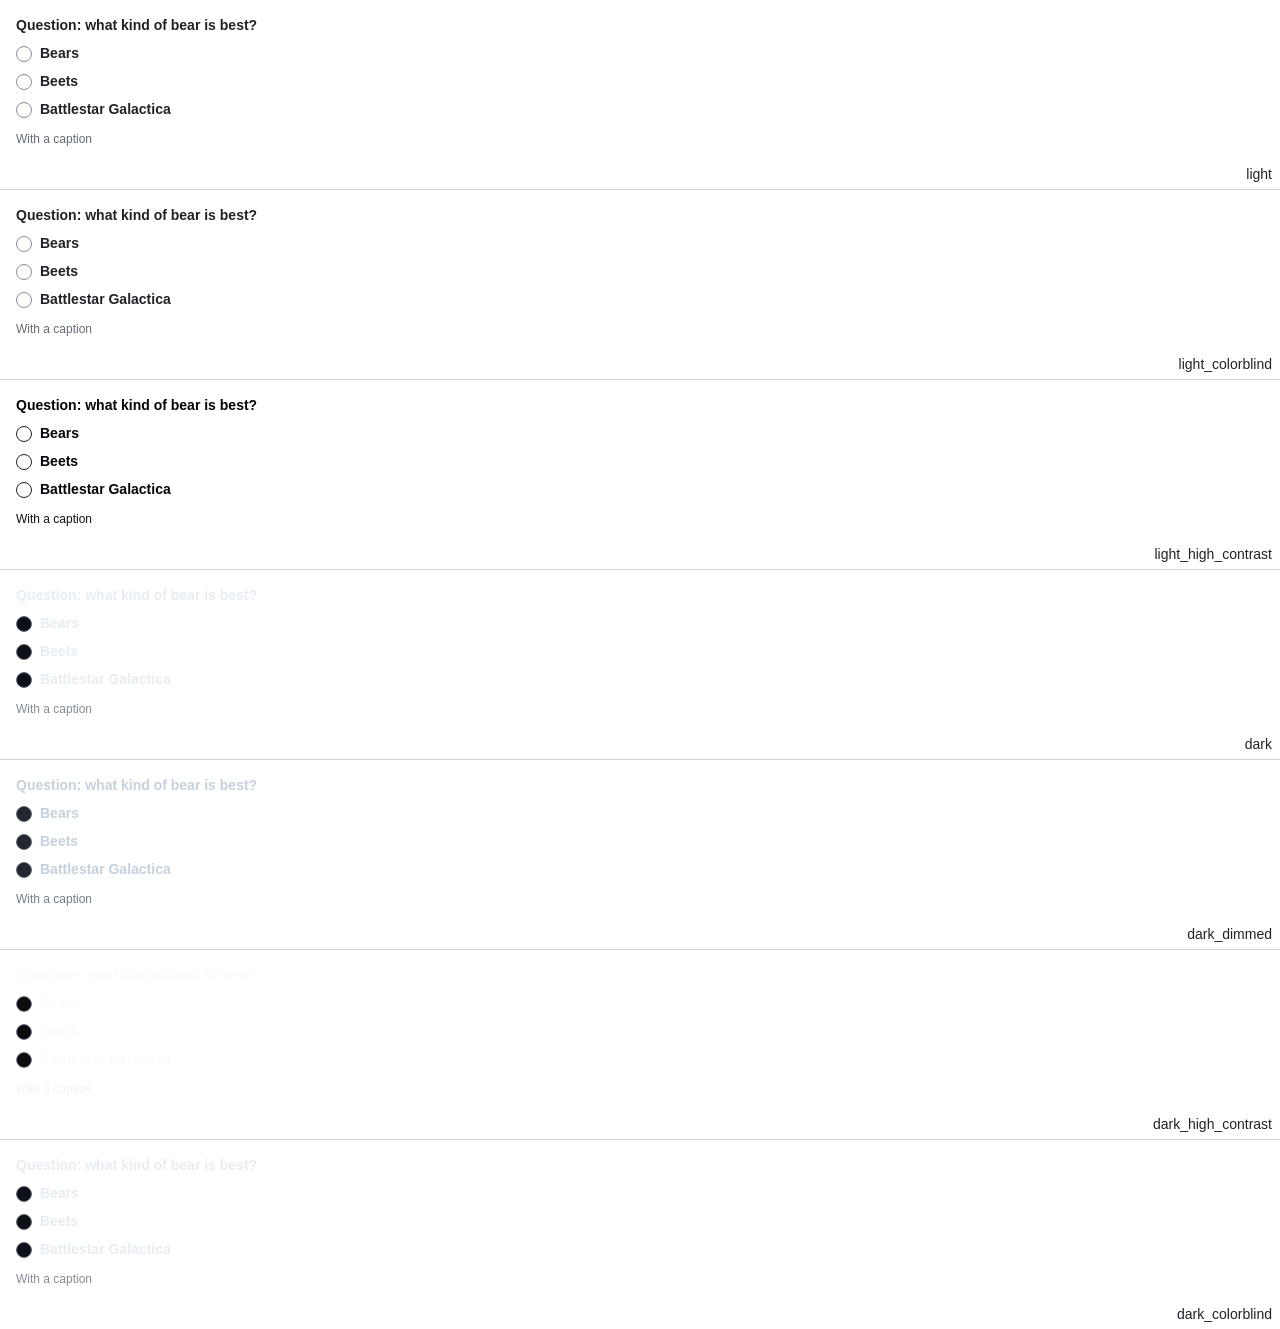 Question: what kind of bear is best?
Bears
Beets
Battlestar Galactica
With a caption
light
Question: what kind of bear is best?
Bears
Beets
Battlestar Galactica
With a caption
light_colorblind
Question: what kind of bear is best?
Bears
Beets
Battlestar Galactica
With a caption
light_high_contrast
Question: what kind of bear is best?
Bears
Beets
Battlestar Galactica
With a caption
dark
Question: what kind of bear is best?
Bears
Beets
Battlestar Galactica
With a caption
dark_dimmed
Question: what kind of bear is best?
Bears
Beets
Battlestar Galactica
With a caption
dark_high_contrast
Question: what kind of bear is best?
Bears
Beets
Battlestar Galactica
With a caption
dark_colorblind